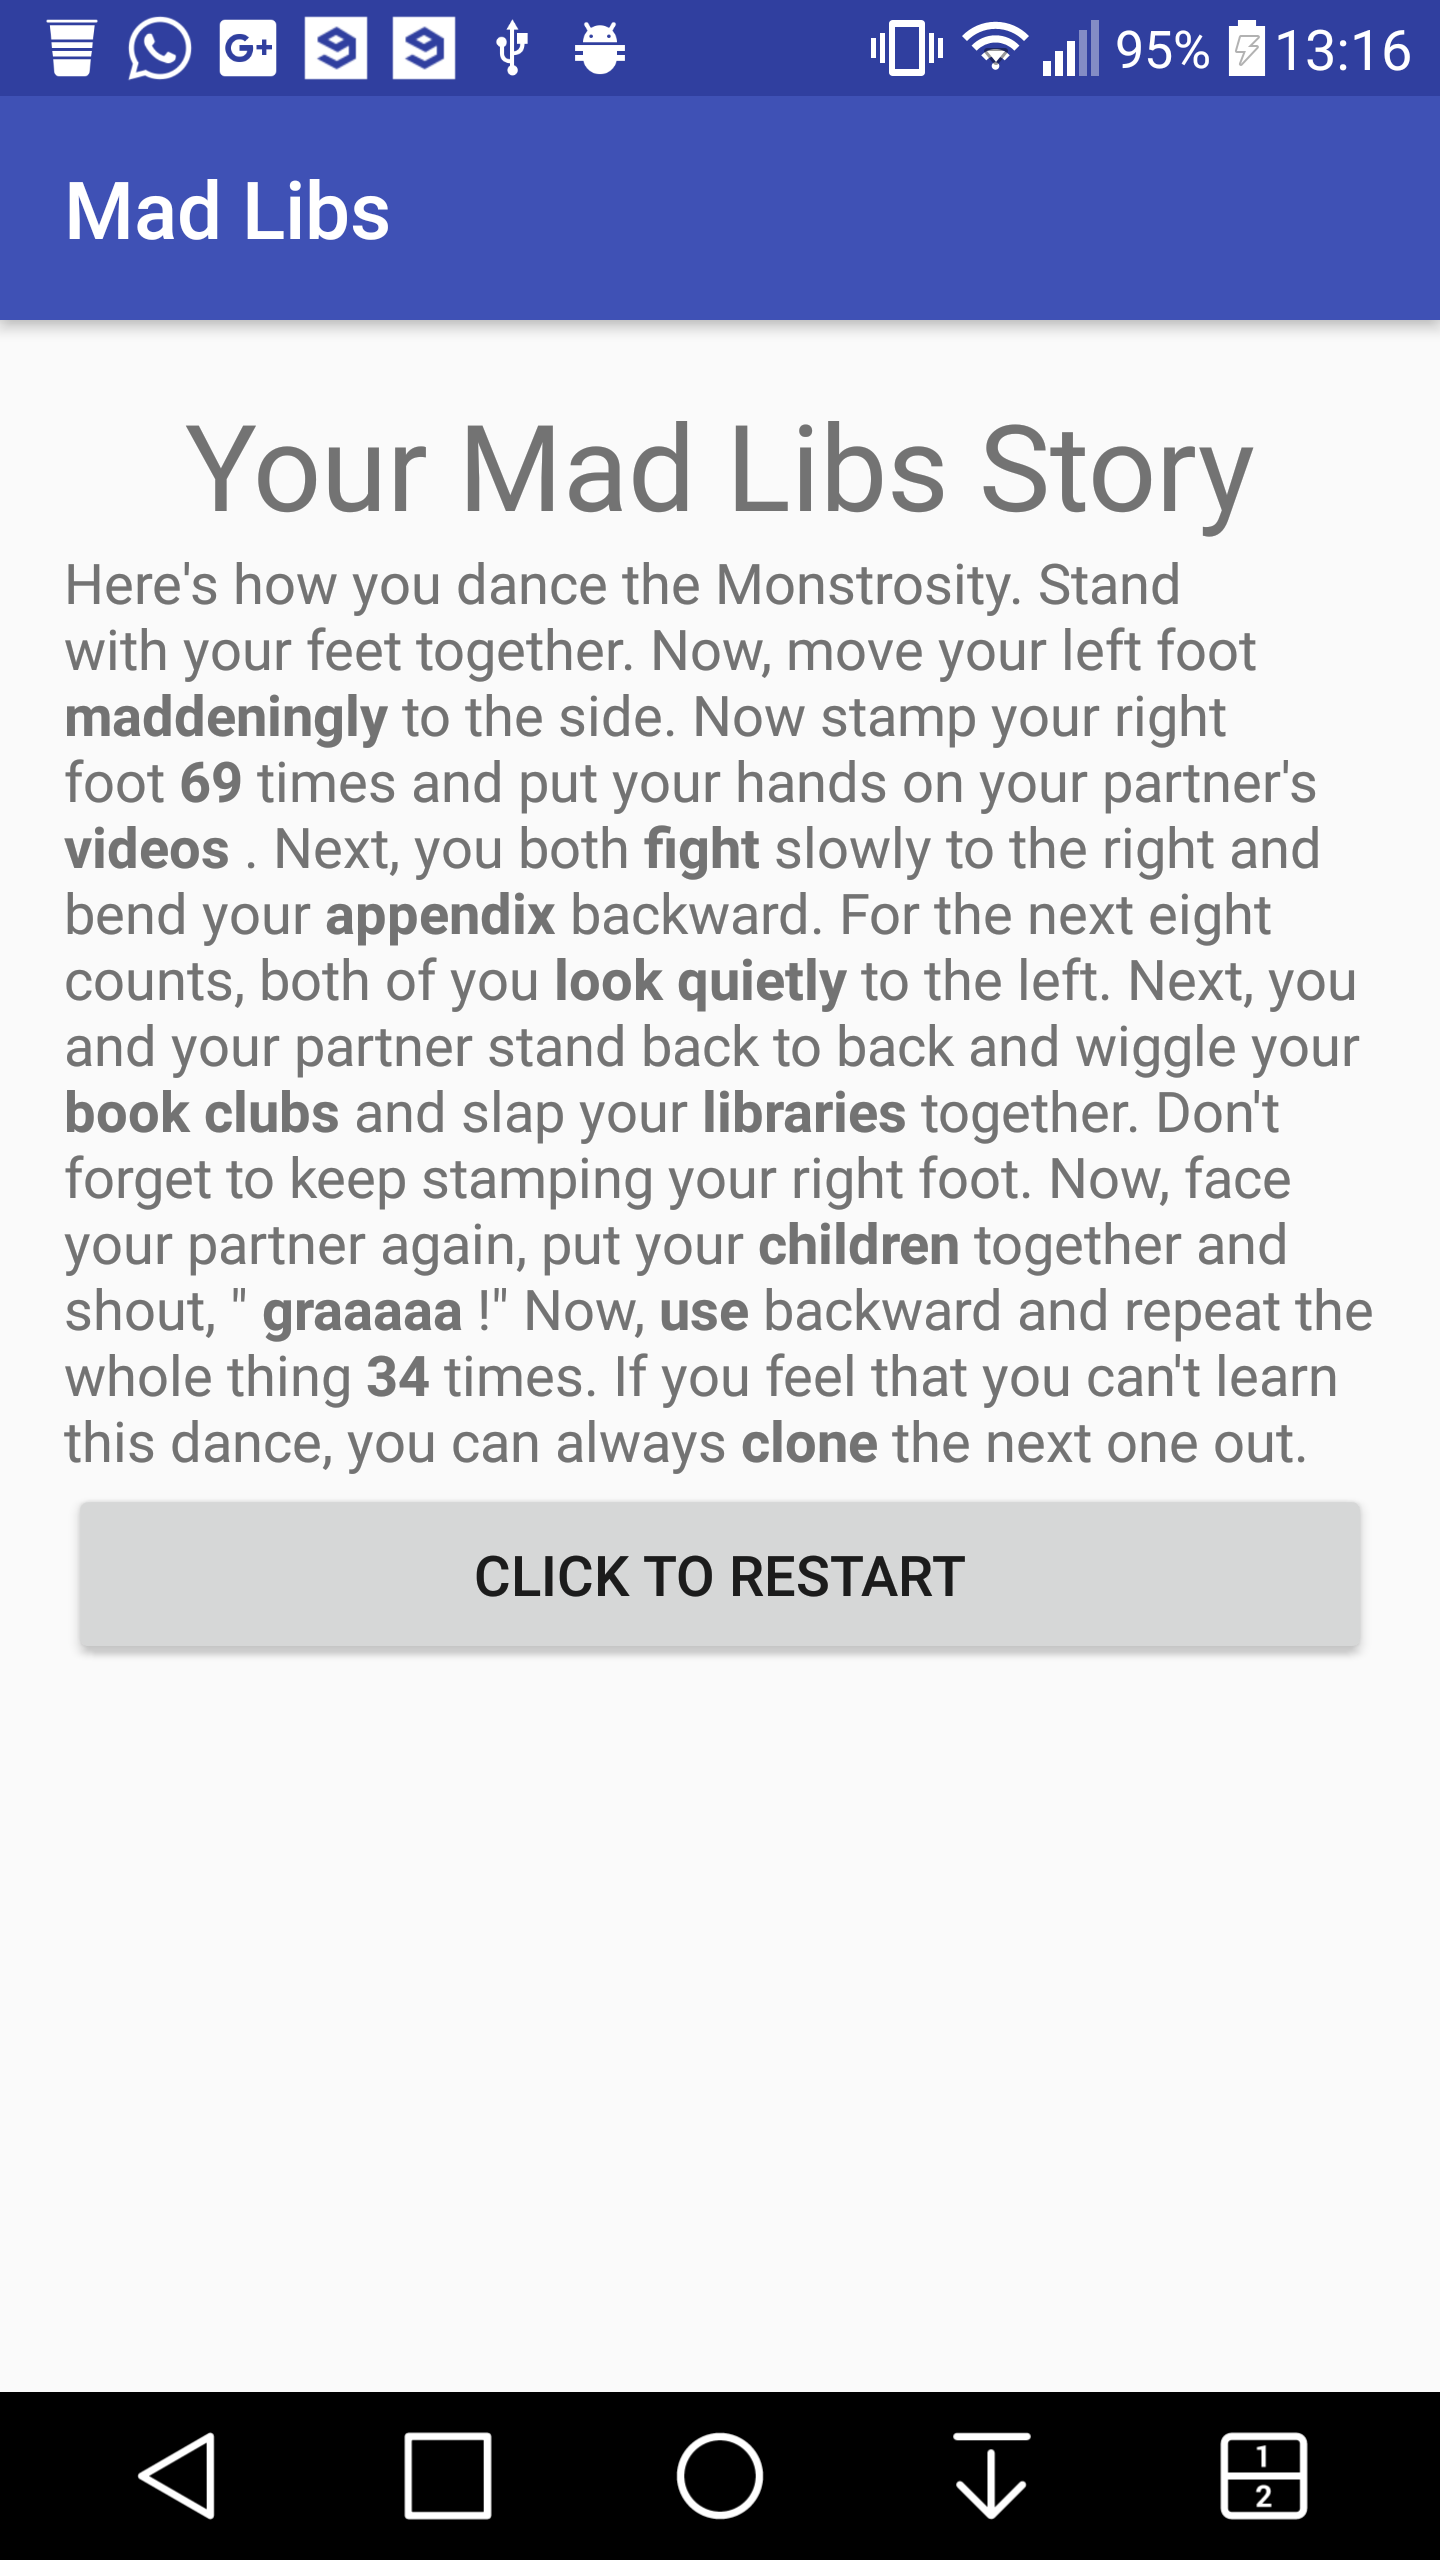 G+
95%
13:16
Mad Libs
Your Mad Libs Story
Here's how you dance the Monstrosity. Stand
with your feet together. Now, move your left foot
maddeningly to the side. Now stamp your right
foot 69 times and put your hands on your partner's
videos . Next, you both fight slowly to the right and
bend your appendix backward. For the next eight
counts, both of you look quietly to the left. Next, you
and your partner stand back to back and wiggle your
book clubs and slap your libraries together. Don't
forget to keep stamping your right foot. Now, face
your partner again, put your children together and
shout, " graaaaa !" Now, use backward and repeat the
whole thing 34 times. If you feel that you can't learn
this dance, you can always clone the next one out.
CLICK TO RESTART
1
2